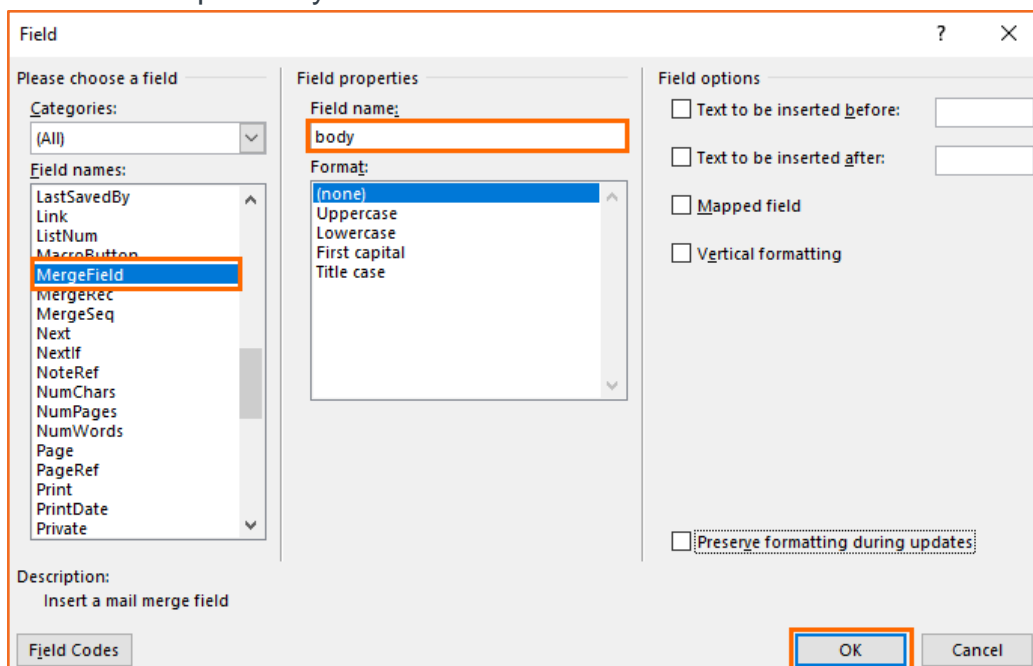 Field
?
Please choose a field
Categories:
(All)
Field names:
LastSavedBy
Link
ListNum
MacroButton
MergeField
MergeRec
MergeSeq
Next
NextIf
NoteRef
NumChars
NumPages
NumWords
Page
PageRef
Print
PrintDate
Private
Field properties
Field name:
body
Format:
(none)
Uppercase
Lowercase
First capital
Title case
Field options
Text to be inserted before:
Text to be inserted after:
Mapped field
Vertical formatting
Preserve formatting during updates
Description:
Insert a mail merge field
Field Codes
OK
Cancel